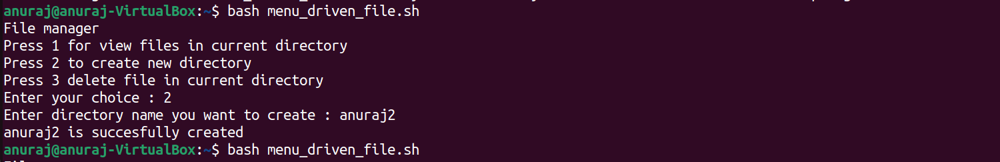 anuraj@anuraj-VirtualBox:~$ bash menu_driven_file.sh
File manager
Press 1 for view files in current directory
Press 2 to create new directory
Press 3 delete file in current directory
Enter your choice : 2
Enter directory name you want to create : anuraj2
anuraj2 is succesfully created
anuraj@anuraj-VirtualBox:~$ bash menu_driven_file.sh